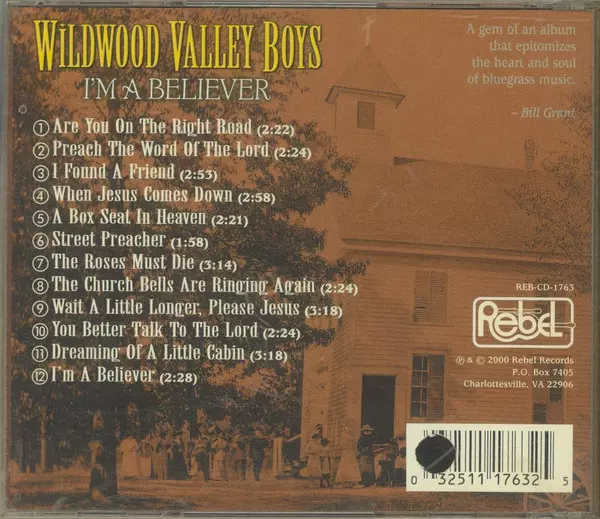 WILDWOOD VALLEY BOYS
I'M A BELIEVER
A gem of an album
that epitomizes
the heart and soul
of bluegrass music.
– Bill Grant
1 Are You On The Right Road (2:22)
2 Preach The Word Of The Lord (2:24)
3 I Found A Friend (2:53)
4 When Jesus Comes Down (2:58)
5 A Box Seat In Heaven (2:21)
6 Street Preacher (1:58)
7 The Roses Must Die (3:14)
8 The Church Bells Are Ringing Again (2:24)
9 Wait A Little Longer, Please Jesus (3:18)
10 You Better Talk To The Lord (2:24)
11 Dreaming Of A Little Cabin (3:18)
12 I'm A Believer (2:28)
REB-CD-1763
Rebel
℗ & © 2000 Rebel Records
P.O. Box 7405
Charlottesville, VA 22906
0 32511 17632 5